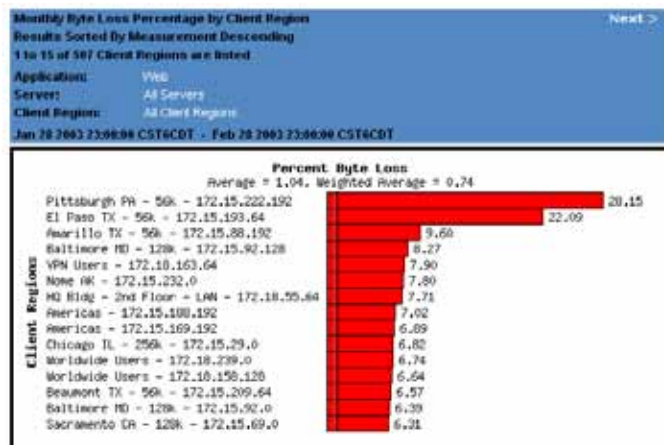 Monthly Byte Loss Percentage by Client Region
Next >
Results Sorted By Measurement Descending
1 to 15 of 507 Client Regions are listed
Application: Web
Server: All Servers
Client Region: All Client Regions
Jan 28 2003 23:00:00 CST6CDT - Feb 28 2003 23:00:00 CST6CDT
Percent Byte Loss
Average = 1.04, Weighted Average = 0.74
Client Regions
Pittsburgh PA - 56k - 172.15.222.192 28.15
El Paso TX - 56k - 172.15.193.64 22.09
Amarillo TX - 56k - 172.15.88.192 9.60
Baltimore MD - 128k - 172.15.92.128 8.27
VPN Users - 172.18.163.64 7.90
Nome AK - 172.15.232.0 7.80
HQ Bldg - 2nd Floor - LAN - 172.18.55.64 7.71
Americas - 172.15.188.192 7.02
Americas - 172.15.169.192 6.89
Chicago IL - 256k - 172.15.29.0 6.82
Worldwide Users - 172.18.239.0 6.74
Worldwide Users - 172.18.158.128 6.64
Beaumont TX - 56k - 172.15.209.64 6.57
Baltimore MD - 128k - 172.15.92.0 6.39
Sacramento CA - 128k - 172.15.69.0 6.31